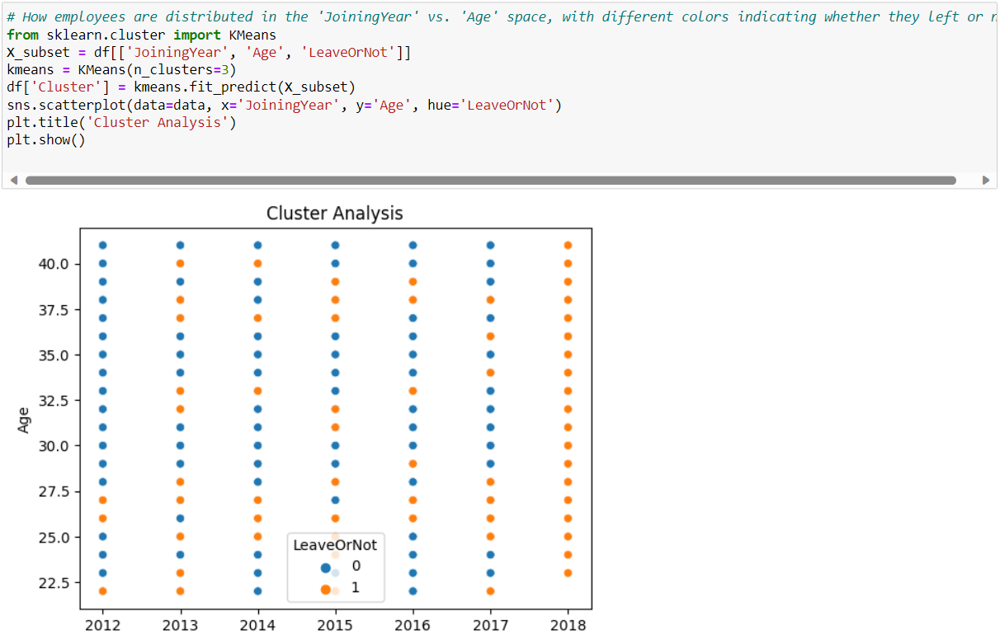 # How employees are distributed in the 'JoiningYear' vs. 'Age' space, with different colors indicating whether they left or
from sklearn.cluster import KMeans
X_subset = df[['JoiningYear', 'Age', 'LeaveOrNot']]
kmeans = KMeans(n_clusters=3)
df['Cluster'] = kmeans.fit_predict(X_subset)
sns.scatterplot(data=data, x='JoiningYear', y='Age', hue='LeaveOrNot')
plt.title('Cluster Analysis')
plt.show()
Cluster Analysis
40.0
37.5
35.0
32.5
30.0
27.5
25.0
22.5
Age
LeaveOrNot
0
1
2012 2013 2014 2015 2016 2017 2018